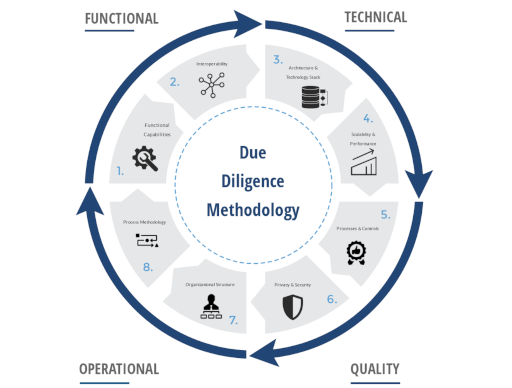 FUNCTIONAL
TECHNICAL
2.
Interoperability
3.
Architecture &
Technology Stack
1.
Functional
Capabilities
4.
Scalability &
Performance
Due
Diligence
Methodology
5.
Processes & Controls
Process Methodology
8.
Organizational Structure
7.
Privacy & Security
6.
OPERATIONAL
QUALITY